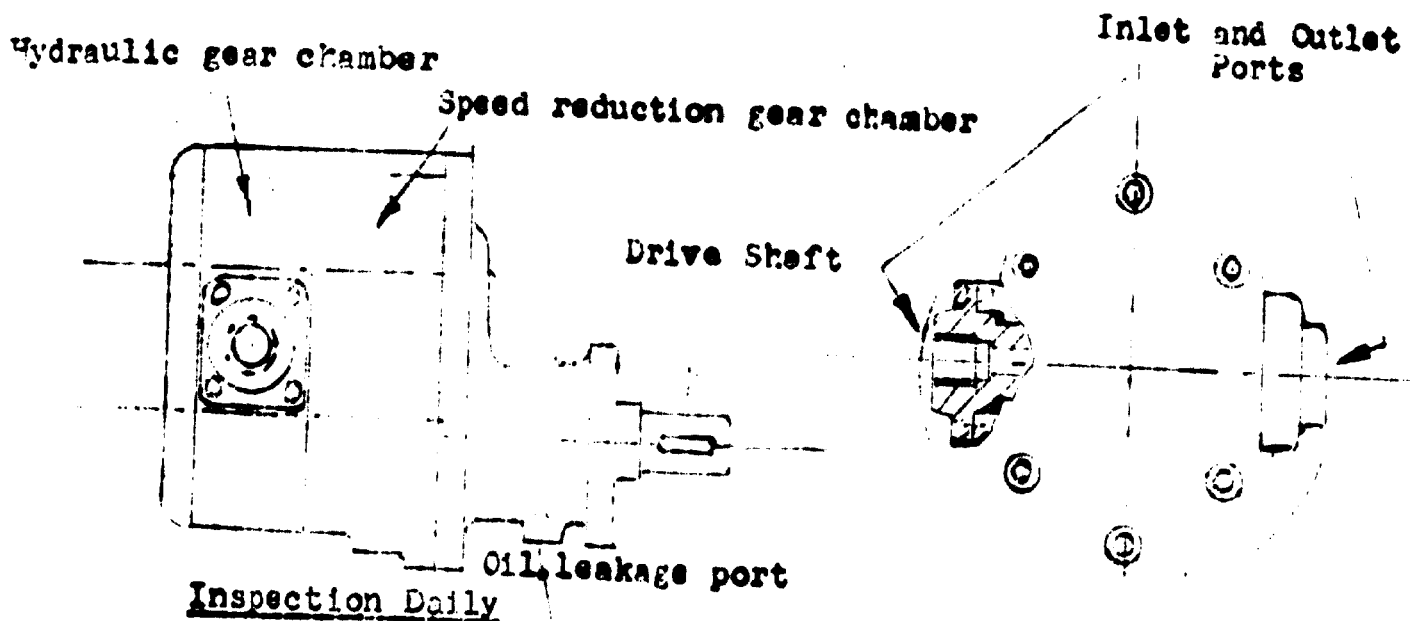 Hydraulic gear chamber
Speed reduction gear chamber
Inlet and Outlet
Ports
Drive Shaft
Oil leakage port
Inspection Daily